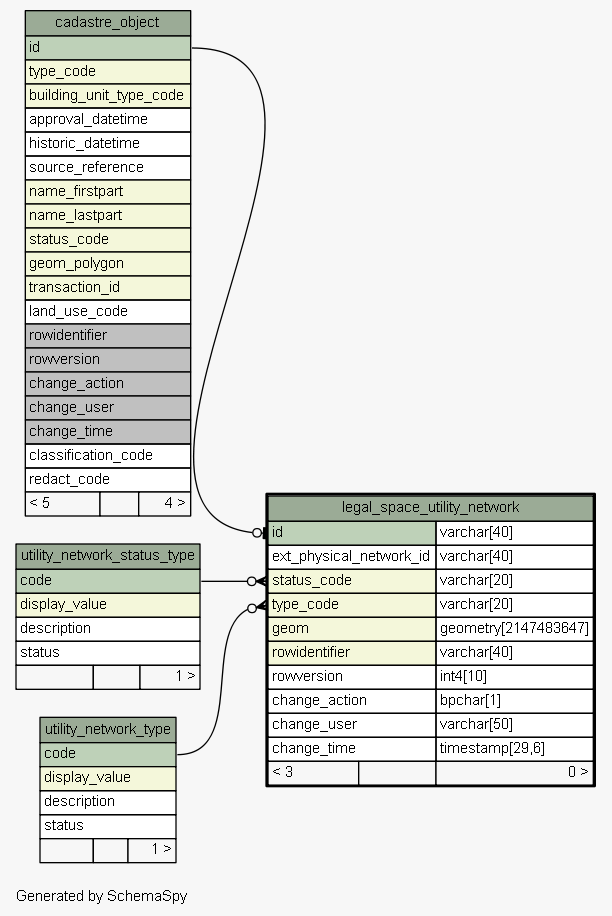 cadastre_object
id
type_code
building_unit_type_code
approval_datetime
historic_datetime
source_reference
name_firstpart
name_lastpart
status_code
geom_polygon
transaction_id
land_use_code
rowidentifier
rowversion
change_action
change_user
change_time
classification_code
redact_code
< 5 4 >
legal_space_utility_network
id varchar[40]
ext_physical_network_id varchar[40]
status_code varchar[20]
type_code varchar[20]
geom geometry[2147483647]
rowidentifier varchar[40]
rowversion int4[10]
change_action bpchar[1]
change_user varchar[50]
change_time timestamp[29,6]
< 3 0 >
utility_network_status_type
code
display_value
description
status
1 >
utility_network_type
code
display_value
description
status
1 >
Generated by SchemaSpy